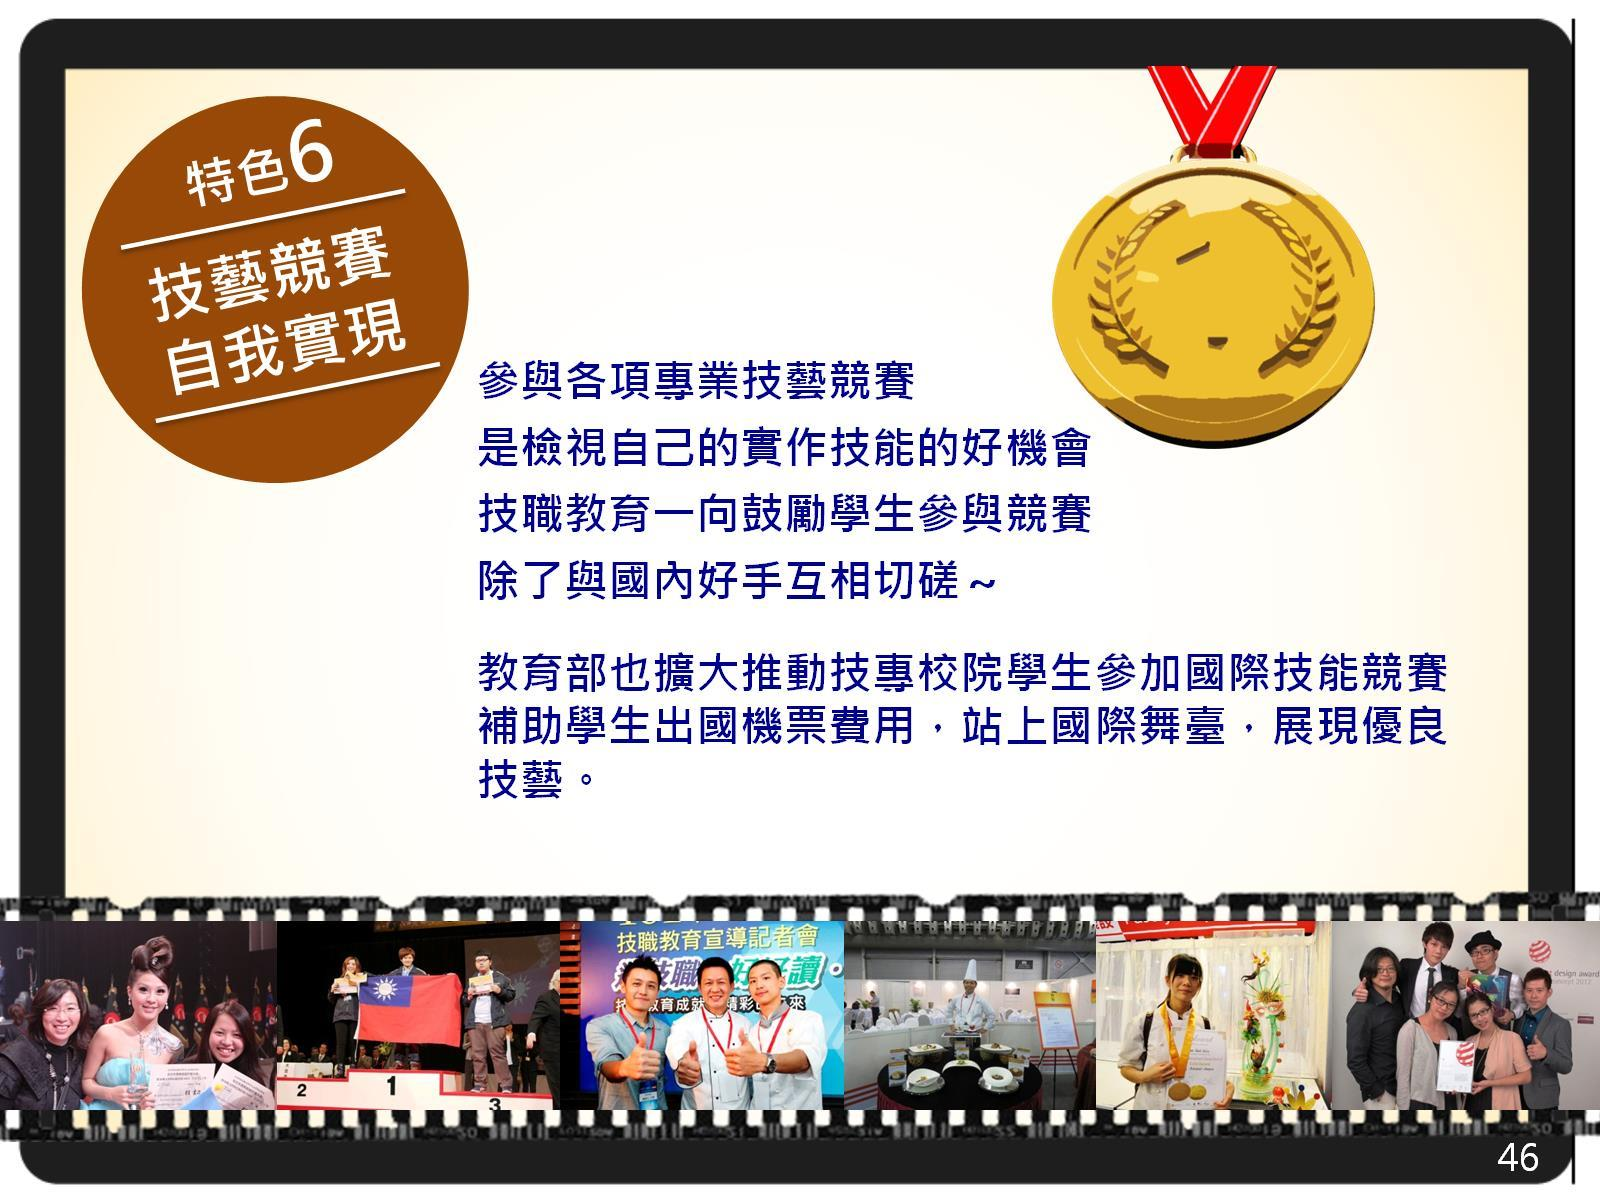 特色6
技藝競賽
自我實現
參與各項專業技藝競賽
是檢視自己的實作技能的好機會
技職教育一向鼓勵學生參與競賽
除了與國內好手互相切磋～
教育部也擴大推動技專校院學生參加國際技能競賽
補助學生出國機票費用，站上國際舞臺，展現優良
技藝。
技職教育宣導記者會
2
1
3
design award
46